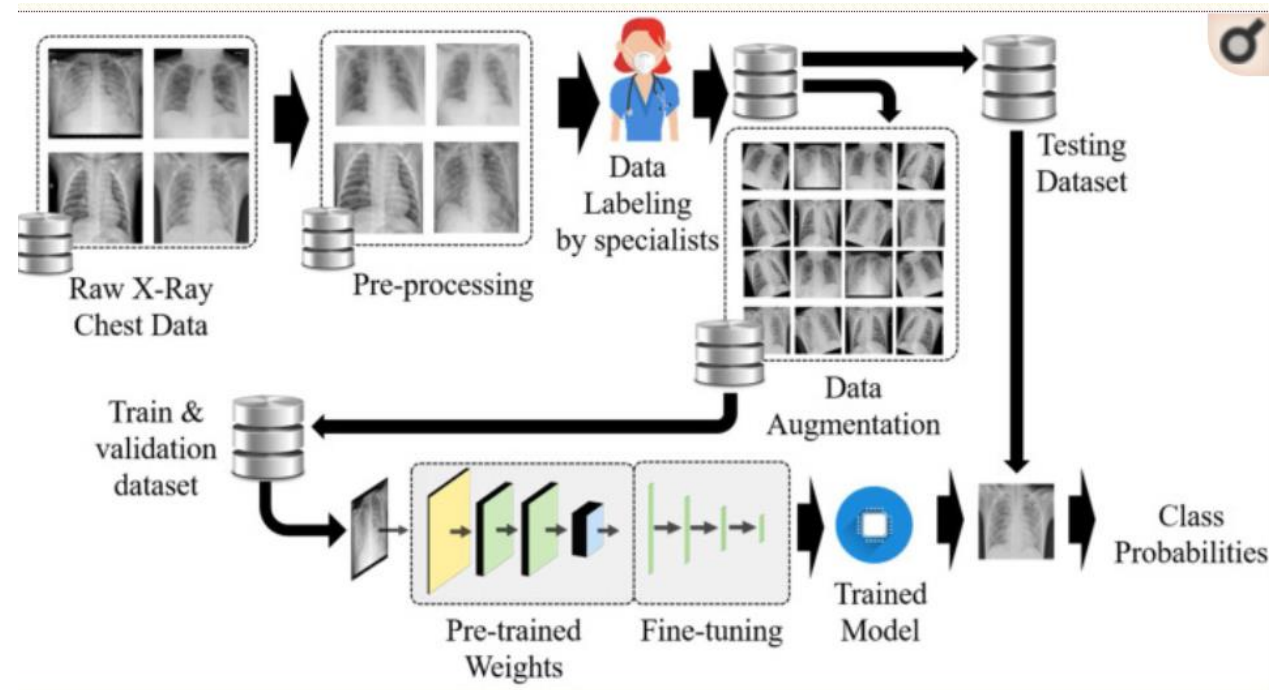 Raw X-Ray
Chest Data
Pre-processing
Data
Labeling
by specialists
Testing
Dataset
Data
Augmentation
Train &
validation
dataset
Pre-trained
Weights
Fine-tuning
Trained
Model
Class
Probabilities